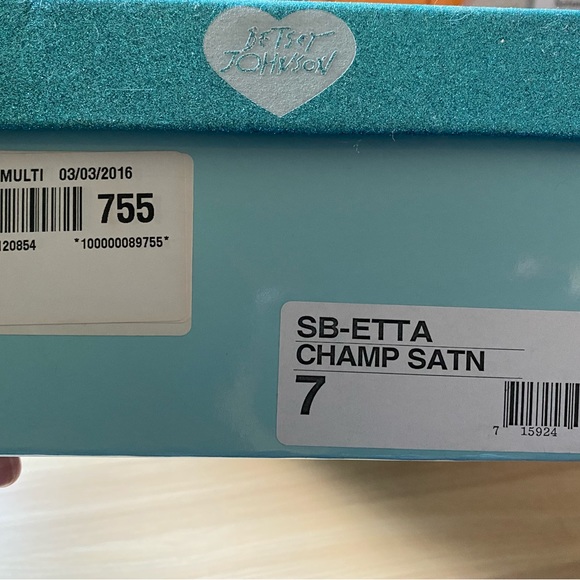 BETSEY
JOHNSON
MULTI 03/03/2016
755
120854 *100000089755*
SB-ETTA
CHAMP SATN
7
7 15924